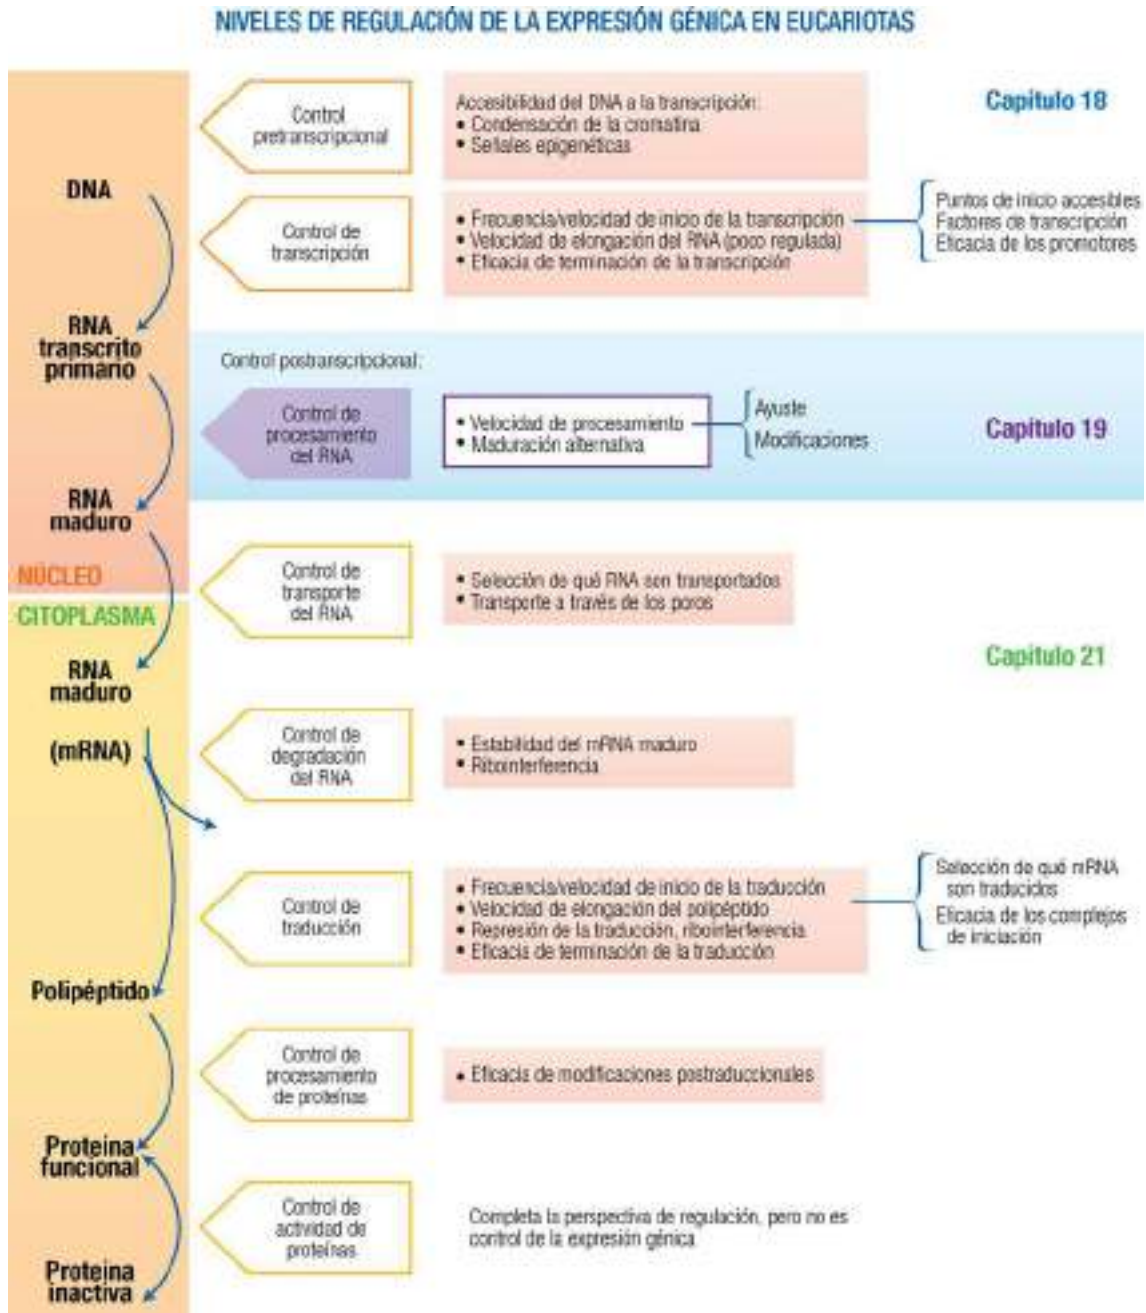 NIVELES DE REGULACIÓN DE LA EXPRESIÓN GÉNICA EN EUCARIOTAS
Control
pretranscripcional
Accesibilidad del DNA a la transcripción:
• Condensación de la cromatina
• Señales epigenéticas
Capítulo 18
DNA
Control de
transcripción
• Frecuencia/velocidad de inicio de la transcripción
• Velocidad de elongación del RNA (poco regulada)
• Eficacia de terminación de la transcripción
Puntos de inicio accesibles
Factores de transcripción
Eficacia de los promotores
RNA
transcrito
primario
Control postranscripcional:
Control de
procesamiento
del RNA
• Velocidad de procesamiento
• Maduración alternativa
Ayuste
Modificaciones
Capítulo 19
RNA
maduro
NÚCLEO
CITOPLASMA
Control de
transporte
del RNA
• Selección de qué RNA son transportados
• Transporte a través de los poros
Capítulo 21
RNA
maduro
(mRNA)
Control de
degradación
del RNA
• Estabilidad del mRNA maduro
• Ribointerferencia
Control de
traducción
• Frecuencia/velocidad de inicio de la traducción
• Velocidad de elongación del polipéptido
• Represión de la traducción, ribointerferencia
• Eficacia de terminación de la traducción
Selección de qué mRNA
son traducidos
Eficacia de los complejos
de iniciación
Polipéptido
Control de
procesamiento
de proteínas
• Eficacia de modificaciones postraduccionales
Proteína
funcional
Control de
actividad de
proteínas
Completa la perspectiva de regulación, pero no es
control de la expresión génica
Proteína
inactiva